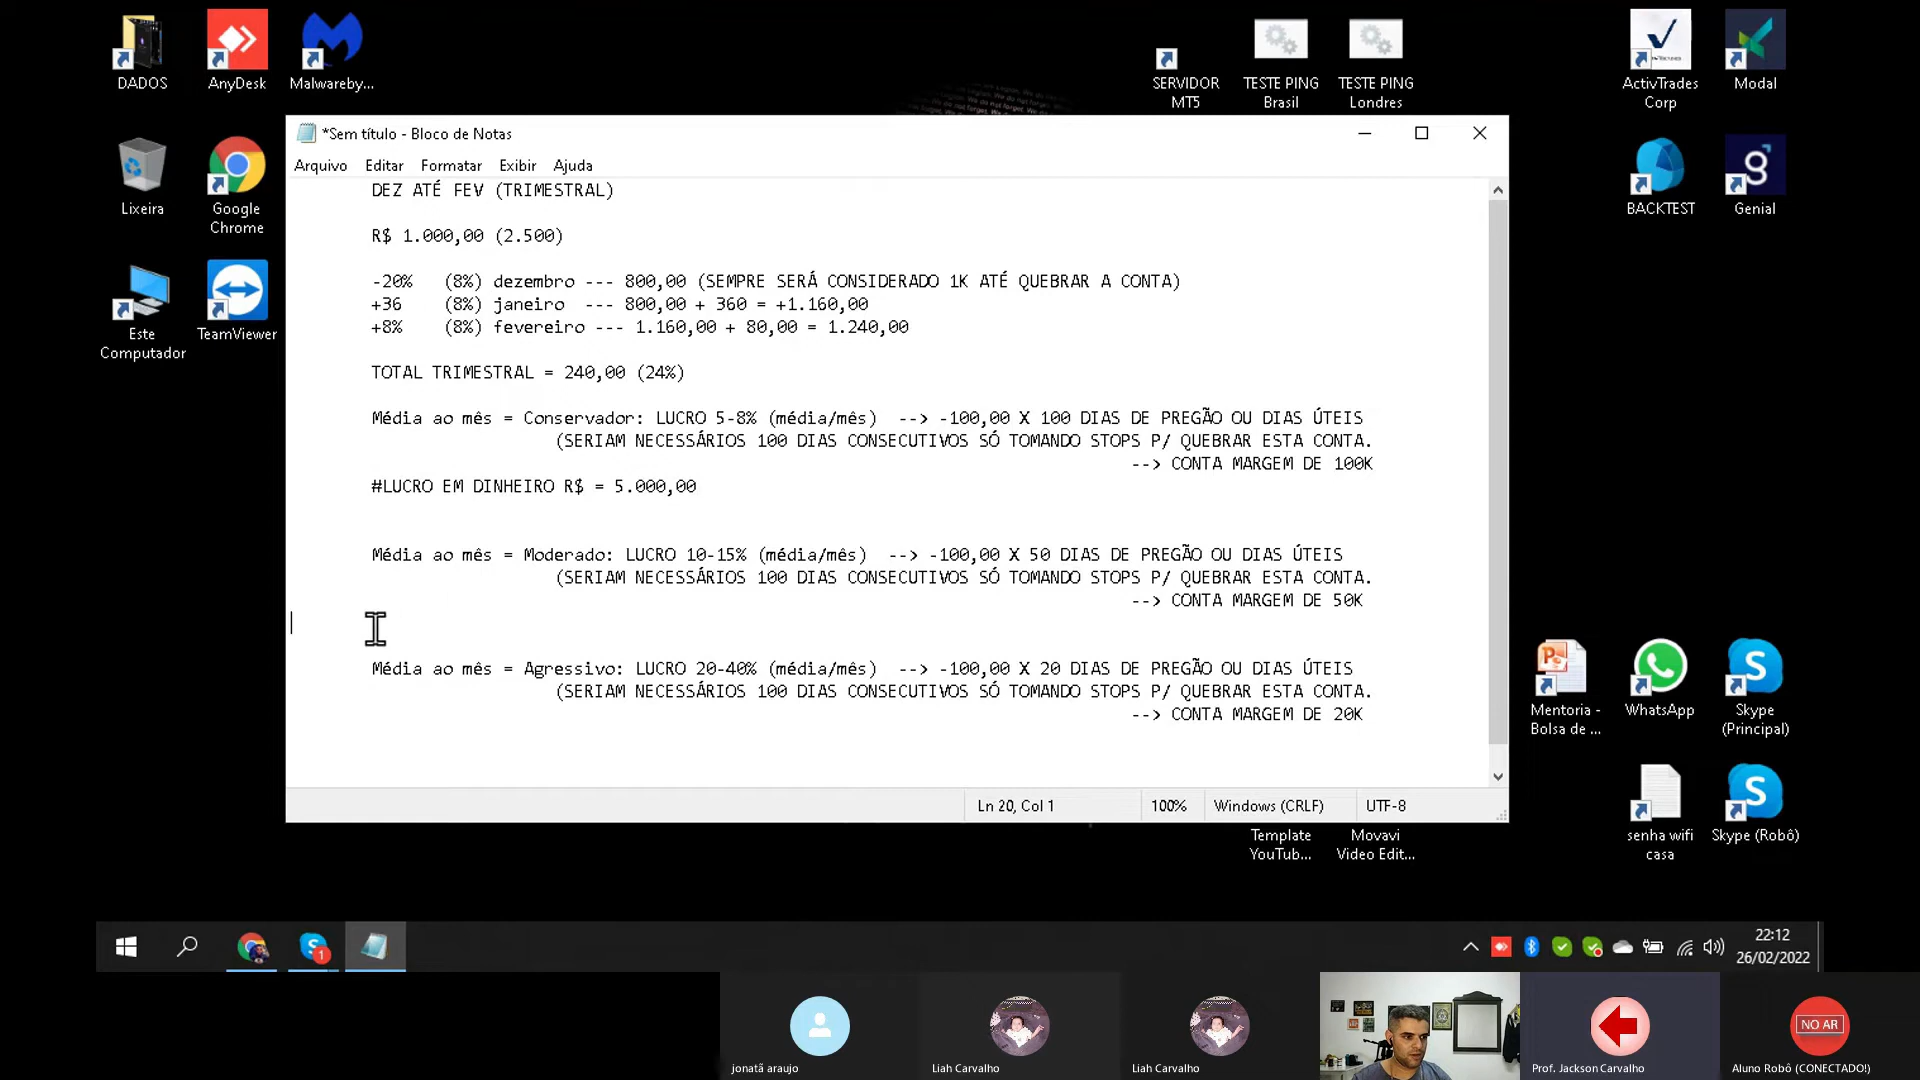 DADOS
AnyDesk
Malwareby...
SERVIDOR MT5
TESTE PING Brasil
TESTE PING Londres
ActivTrades Corp
Modal
*Sem título - Bloco de Notas
Arquivo Editar Formatar Exibir Ajuda
DEZ ATÉ FEV (TRIMESTRAL)
R$ 1.000,00 (2.500)
-20% (8%) dezembro --- 800,00 (SEMPRE SERÁ CONSIDERADO 1K ATÉ QUEBRAR A CONTA)
+36 (8%) janeiro --- 800,00 + 360 = +1.160,00
+8% (8%) fevereiro --- 1.160,00 + 80,00 = 1.240,00
TOTAL TRIMESTRAL = 240,00 (24%)
Média ao mês = Conservador: LUCRO 5-8% (média/mês) --> -100,00 X 100 DIAS DE PREGÃO OU DIAS ÚTEIS
(SERIAM NECESSÁRIOS 100 DIAS CONSECUTIVOS SÓ TOMANDO STOPS P/ QUEBRAR ESTA CONTA.
--> CONTA MARGEM DE 100K
#LUCRO EM DINHEIRO R$ = 5.000,00
Média ao mês = Moderado: LUCRO 10-15% (média/mês) --> -100,00 X 50 DIAS DE PREGÃO OU DIAS ÚTEIS
(SERIAM NECESSÁRIOS 100 DIAS CONSECUTIVOS SÓ TOMANDO STOPS P/ QUEBRAR ESTA CONTA.
--> CONTA MARGEM DE 50K
Média ao mês = Agressivo: LUCRO 20-40% (média/mês) --> -100,00 X 20 DIAS DE PREGÃO OU DIAS ÚTEIS
(SERIAM NECESSÁRIOS 100 DIAS CONSECUTIVOS SÓ TOMANDO STOPS P/ QUEBRAR ESTA CONTA.
--> CONTA MARGEM DE 20K
Ln 20, Col 1 100% Windows (CRLF) UTF-8
Lixeira
Google Chrome
BACKTEST
Genial
Este Computador
TeamViewer
Mentoria - Bolsa de ...
WhatsApp
Skype (Principal)
Template YouTub...
Movavi Video Edit...
senha wifi casa
Skype (Robô)
1
22:12
26/02/2022
NO AR
jonatã araujo
Liah Carvalho
Liah Carvalho
Prof. Jackson Carvalho
Aluno Robô (CONECTADO!)